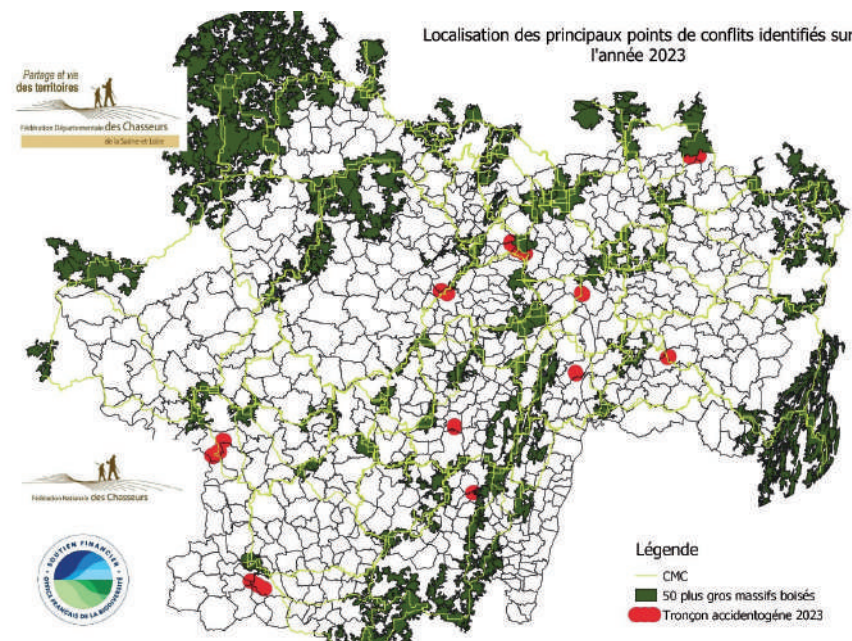 Localisation des principaux points de conflits identifiés sur
l'année 2023
Partage et vie
des territoires
Fédération Départementale des Chasseurs
de la Saône-et-Loire
Fédération Nationale des Chasseurs
SOUTIEN FINANCIER
OFFICE FRANÇAIS DE LA BIODIVERSITÉ
Légende
CMC
50 plus gros massifs boisés
Tronçon accidentogène 2023